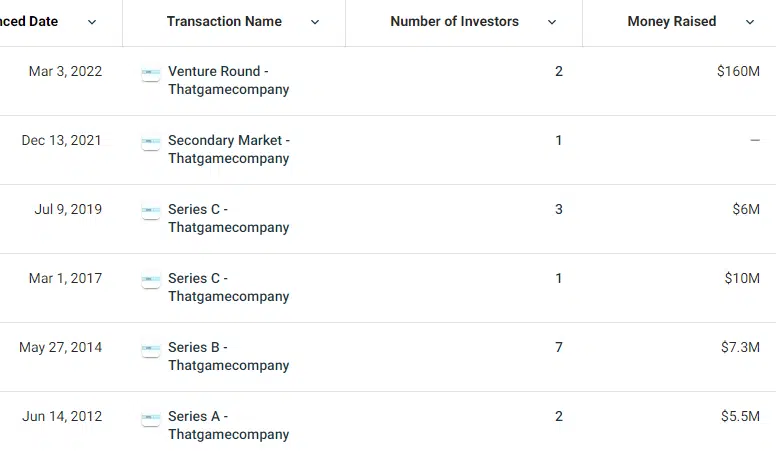 nced Date Transaction Name Number of Investors Money Raised
Mar 3, 2022 Venture Round - 2 $160M
Thatgamecompany
Dec 13, 2021 Secondary Market - 1 —
Thatgamecompany
Jul 9, 2019 Series C - 3 $6M
Thatgamecompany
Mar 1, 2017 Series C - 1 $10M
Thatgamecompany
May 27, 2014 Series B - 7 $7.3M
Thatgamecompany
Jun 14, 2012 Series A - 2 $5.5M
Thatgamecompany